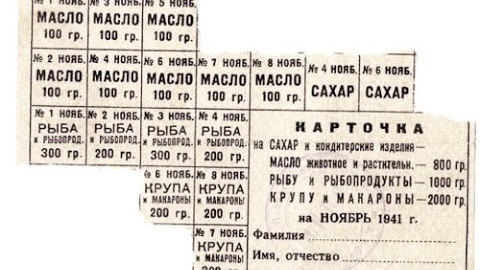 № 1 НОЯБ. № 3 НОЯБ. № 5 НОЯБ.
МАСЛО МАСЛО МАСЛО
100 гр. 100 гр. 100 гр.
№ 2 НОЯБ. № 4 НОЯБ. № 6 НОЯБ. № 7 НОЯБ. № 8 НОЯБ. № 4 НОЯБ. № 6 НОЯБ.
МАСЛО МАСЛО МАСЛО МАСЛО МАСЛО САХАР САХАР
100 гр. 100 гр. 100 гр. 100 гр. 100 гр.
№ 1 НОЯБ. № 2 НОЯБ. № 3 НОЯБ. № 4 НОЯБ.
РЫБА РЫБА РЫБА РЫБА
и РЫБОПРОД. и РЫБОПРОД. и РЫБОПРОД. и РЫБОПРОД.
300 гр. 200 гр. 300 гр. 200 гр.
№ 6 НОЯБ. № 8 НОЯБ.
КРУПА КРУПА
и МАКАРОНЫ и МАКАРОНЫ
200 гр. 200 гр.
№ 7 НОЯБ.
КРУПА
и МАКАРОНЫ
300 гр.
КАРТОЧКА
на САХАР и кондитерские изделия—
МАСЛО животное и растительн.— 800 гр.
РЫБУ и РЫБОПРОДУКТЫ— 1000 гр.
КРУПУ и МАКАРОНЫ—2000 гр.
на НОЯБРЬ 1941 г.
Фамилия
Имя, отчество